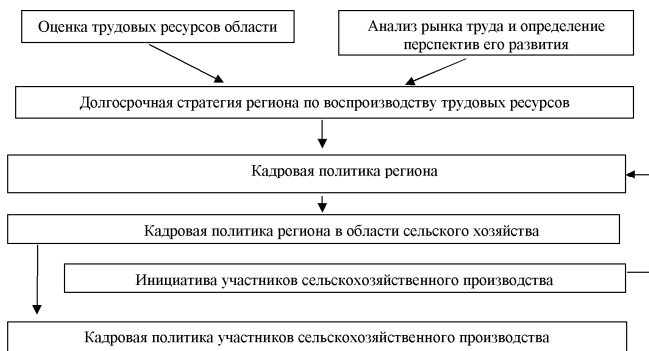 Оценка трудовых ресурсов области
Анализ рынка труда и определение
перспектив его развития
Долгосрочная стратегия региона по воспроизводству трудовых ресурсов
Кадровая политика региона
Кадровая политика региона в области сельского хозяйства
Инициатива участников сельскохозяйственного производства
Кадровая политика участников сельскохозяйственного производства